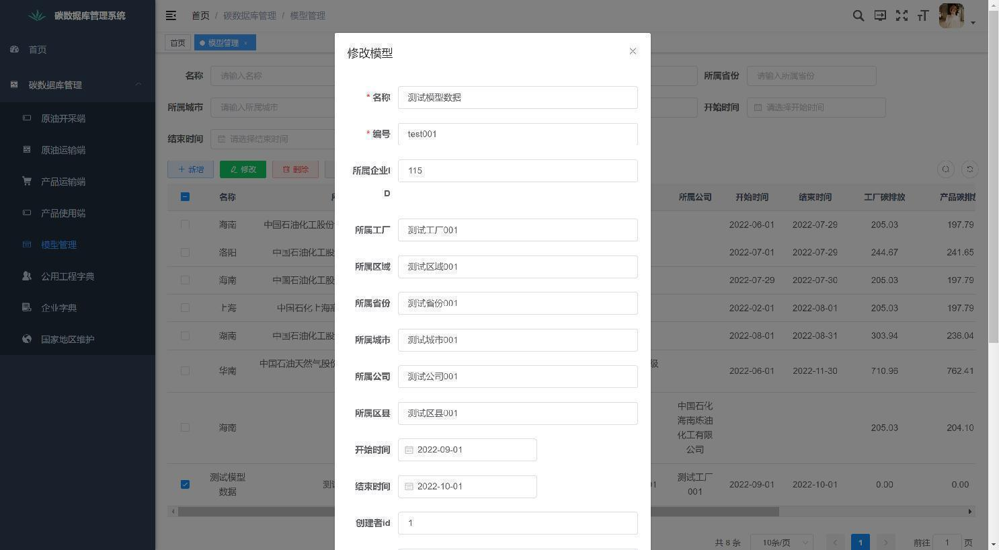 碳数据库管理系统
首页 / 碳数据库管理 / 模型管理
首页
模型管理 ×
首页
碳数据库管理
原油开采端
原油运输端
产品运输端
产品使用端
模型管理
公用工程字典
企业字典
国家地区维护
名称 请输入名称
所属省份 请输入所属省份
所属城市 请输入所属城市
开始时间 请选择开始时间
结束时间 请选择结束时间
+ 新增 修改 删除
名称 所属公司 开始时间 结束时间 工厂碳排放 产品碳排放
海南 中国石油化工股份 2022-06-01 2022-07-29 205.03 197.79
洛阳 中国石油化工股 2022-07-01 2022-07-29 244.67 241.65
海南 中国石油化工股 2022-07-29 2022-07-30 205.03 197.79
上海 中国石化上海高 2022-02-01 2022-08-01 205.03 197.79
湖南 中国石油化工股 2022-08-01 2022-08-31 303.94 236.04
华南 中国石油天然气股份 级 2022-06-01 2022-11-30 710.96 762.41
海南 中国石化
海南炼油
化工有限
公司 205.03 204.10
测试模型
数据 测试 01 测试工厂
001 2022-09-01 2022-10-01 0.00 0.00
共 8 条 10条/页 < 1 > 前往 1 页
修改模型 ×
* 名称 测试模型数据
* 编号 test001
所属企业I
D 115
所属工厂 测试工厂001
所属区域 测试区域001
所属省份 测试省份001
所属城市 测试城市001
所属公司 测试公司001
所属区县 测试区县001
开始时间 2022-09-01
结束时间 2022-10-01
创建者id 1